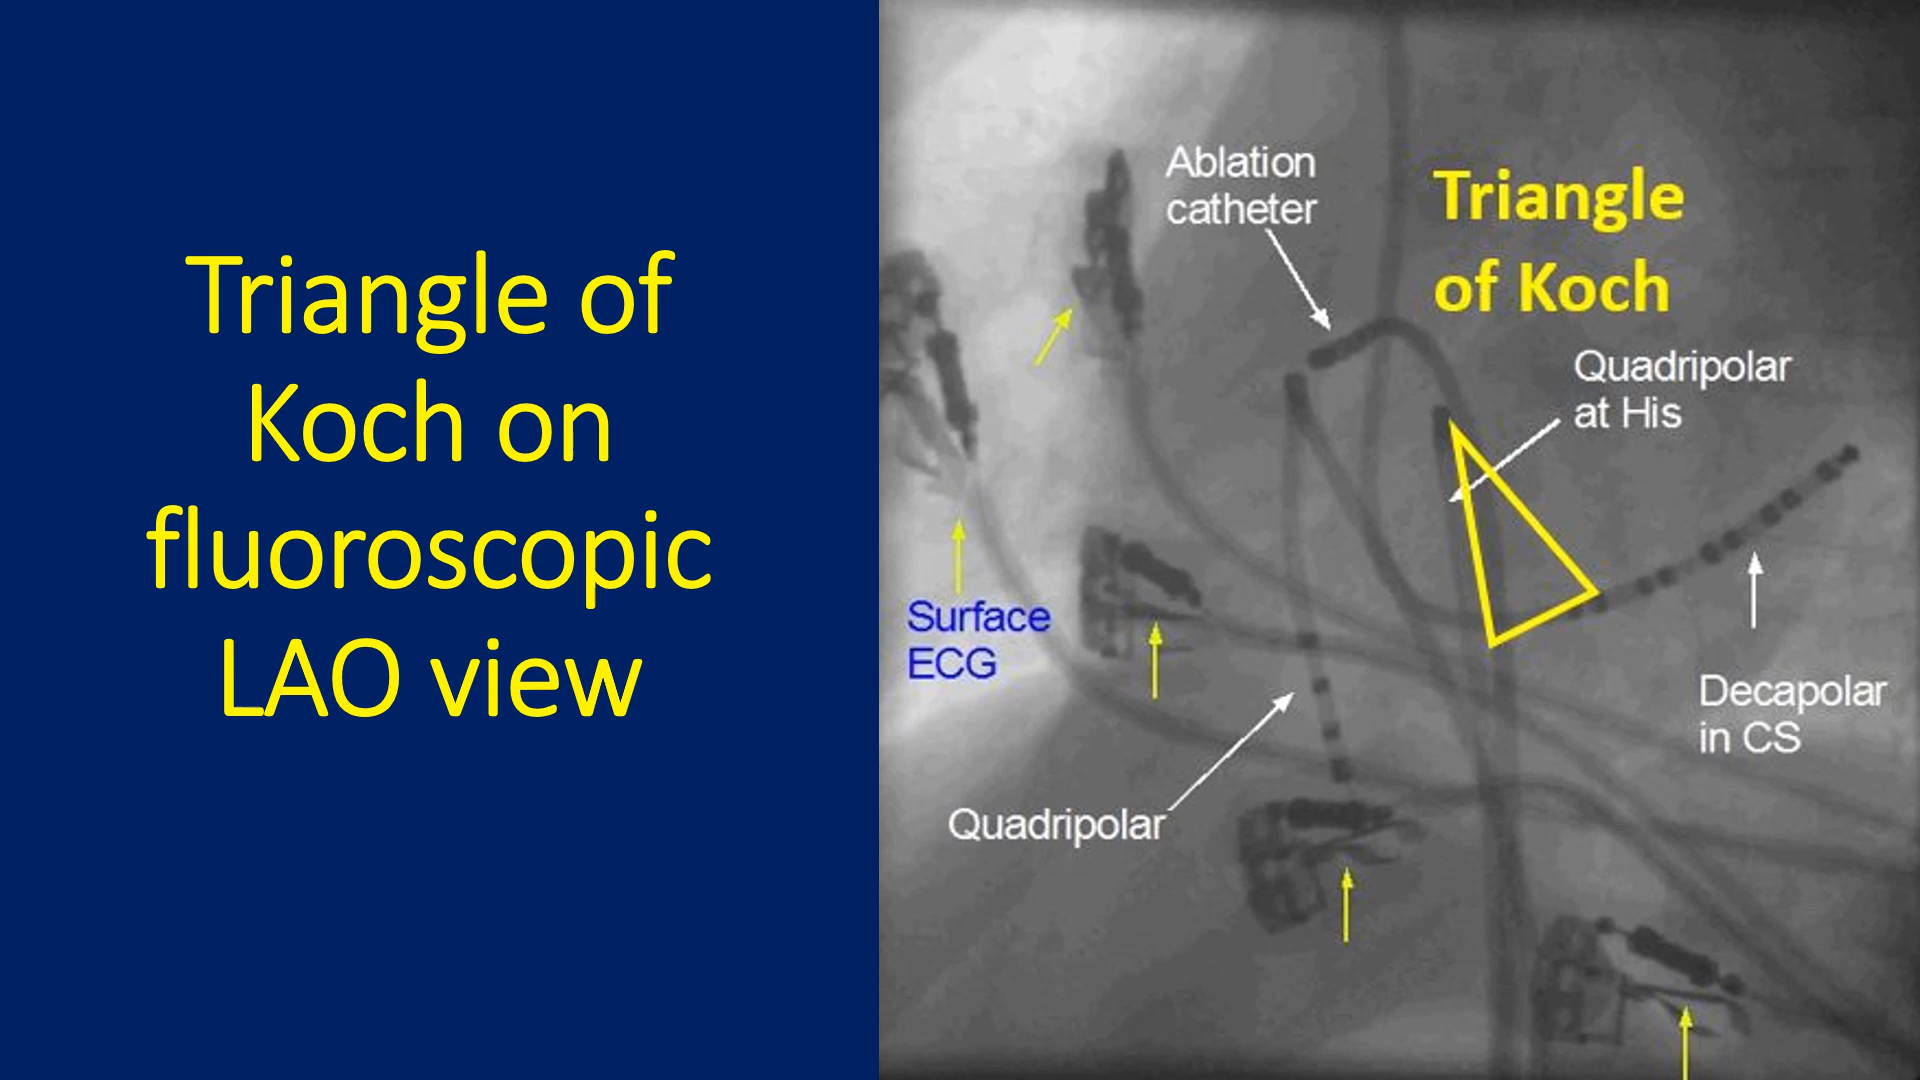 Triangle of
Koch on
fluoroscopic
LAO view
Ablation
catheter
Triangle
of Koch
Quadripolar
at His
Surface
ECG
Decapolar
in CS
Quadripolar